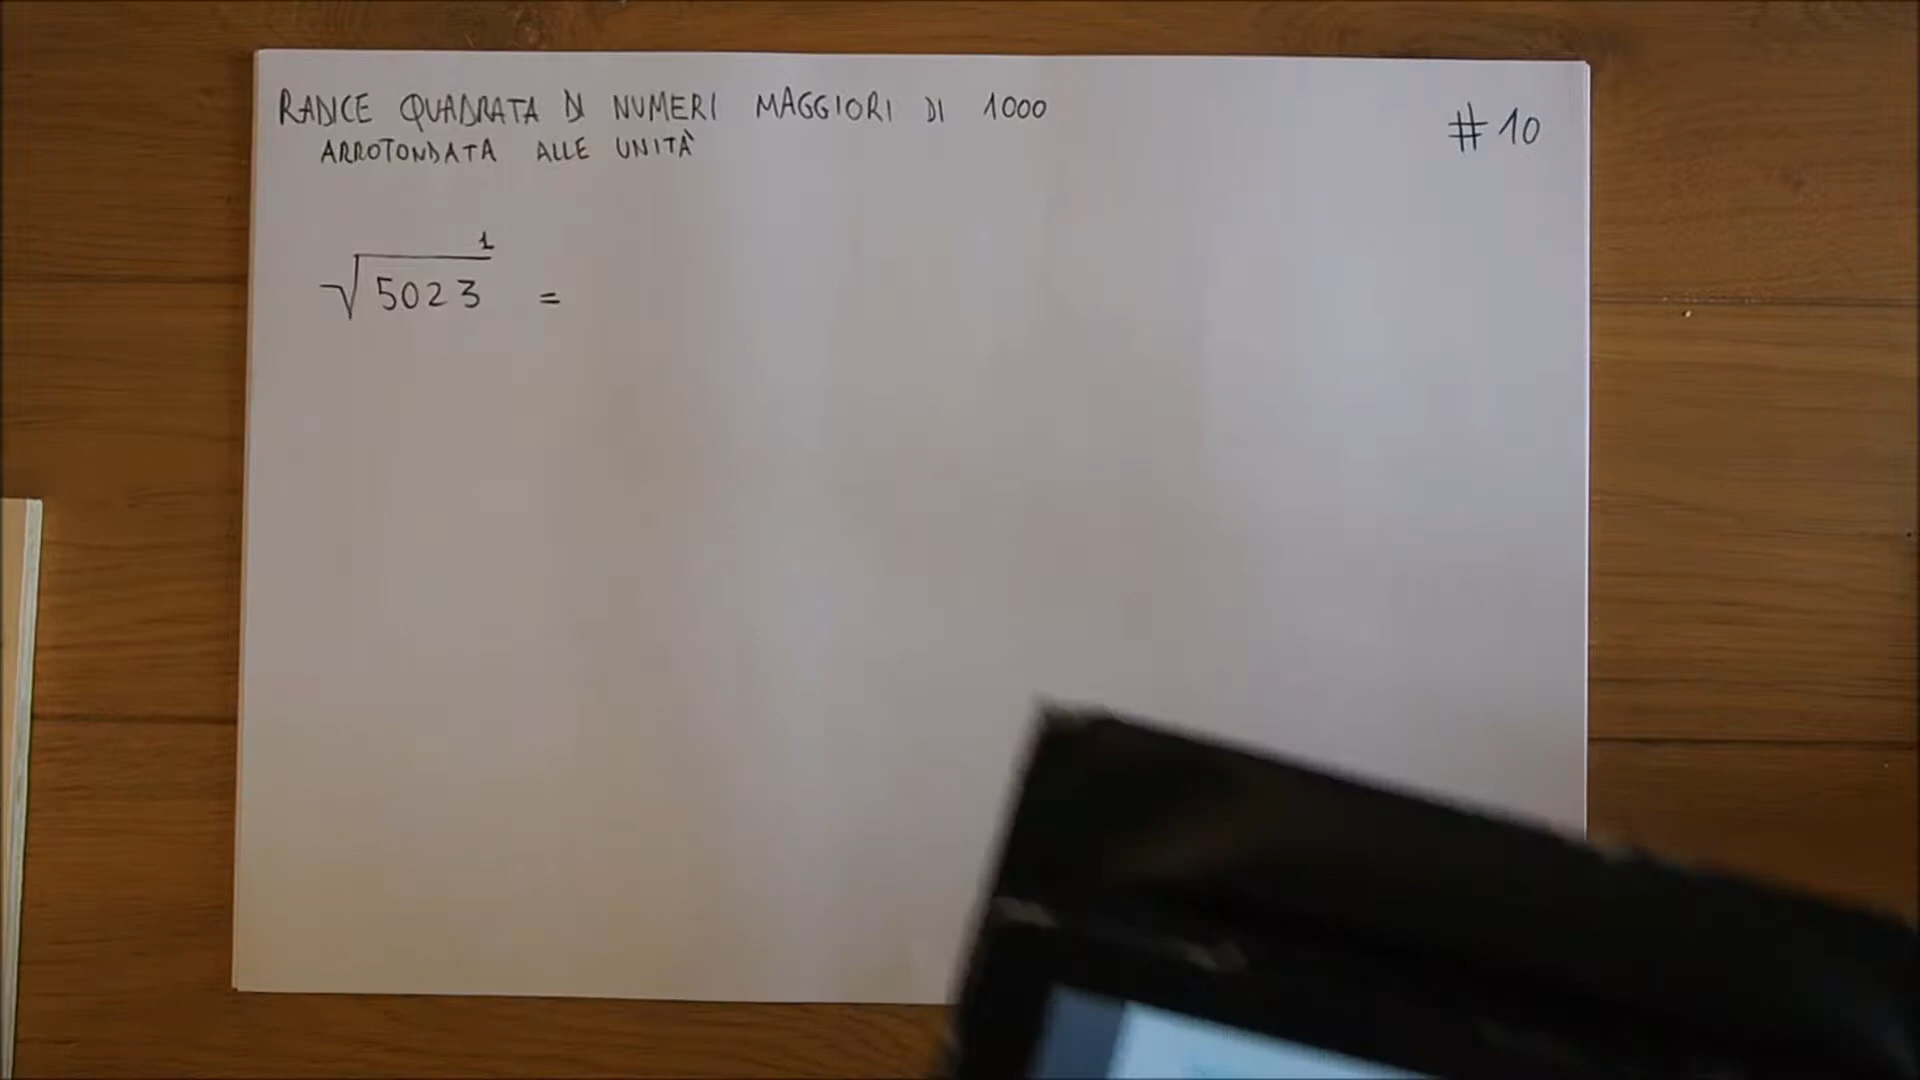 RADICE QUADRATA DI NUMERI MAGGIORI DI 1000
ARROTONDATA ALLE UNITÀ
#10
1
√5023 =